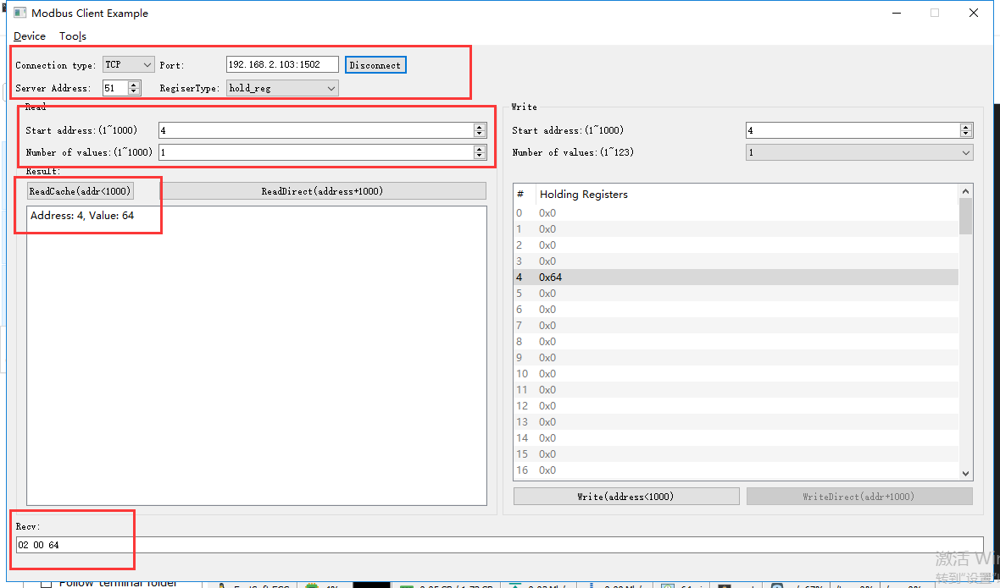 Modbus Client Example
Device Tools
Connection type: TCP Port: 192.168.2.103:1502 Disconnect
Server Address: 51 RegiserType: hold_reg
Read
Start address:(1~1000) 4
Number of values:(1~1000) 1
Result:
ReadCache(addr<1000) ReadDirect(address+1000)
Address: 4, Value: 64
Write
Start address:(1~1000) 4
Number of values:(1~123) 1
# Holding Registers
0 0x0
1 0x0
2 0x0
3 0x0
4 0x64
5 0x0
6 0x0
7 0x0
8 0x0
9 0x0
10 0x0
11 0x0
12 0x0
13 0x0
14 0x0
15 0x0
16 0x0
Write(address<1000) WriteDirect(addr+1000)
Recv:
02 00 64
激活 Win
转到"设置"
Follow terminal folder